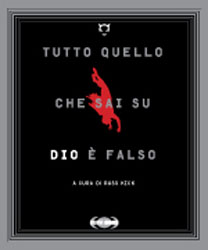 TUTTO QUELLO
CHE SAI SU
DIO È FALSO
A CURA DI RUSS KICK